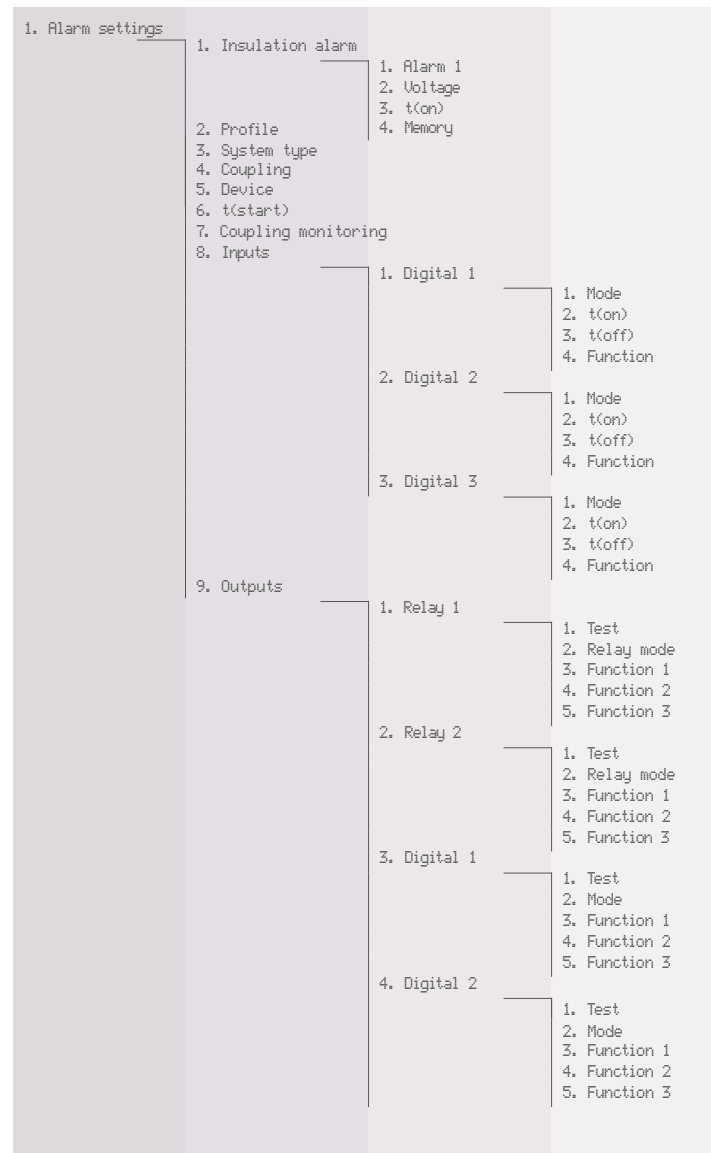 1. Alarm settings
1. Insulation alarm
1. Alarm 1
2. Voltage
3. t(on)
4. Memory
2. Profile
3. System type
4. Coupling
5. Device
6. t(start)
7. Coupling monitoring
8. Inputs
1. Digital 1
1. Mode
2. t(on)
3. t(off)
4. Function
2. Digital 2
1. Mode
2. t(on)
3. t(off)
4. Function
3. Digital 3
1. Mode
2. t(on)
3. t(off)
4. Function
9. Outputs
1. Relay 1
1. Test
2. Relay mode
3. Function 1
4. Function 2
5. Function 3
2. Relay 2
1. Test
2. Relay mode
3. Function 1
4. Function 2
5. Function 3
3. Digital 1
1. Test
2. Mode
3. Function 1
4. Function 2
5. Function 3
4. Digital 2
1. Test
2. Mode
3. Function 1
4. Function 2
5. Function 3